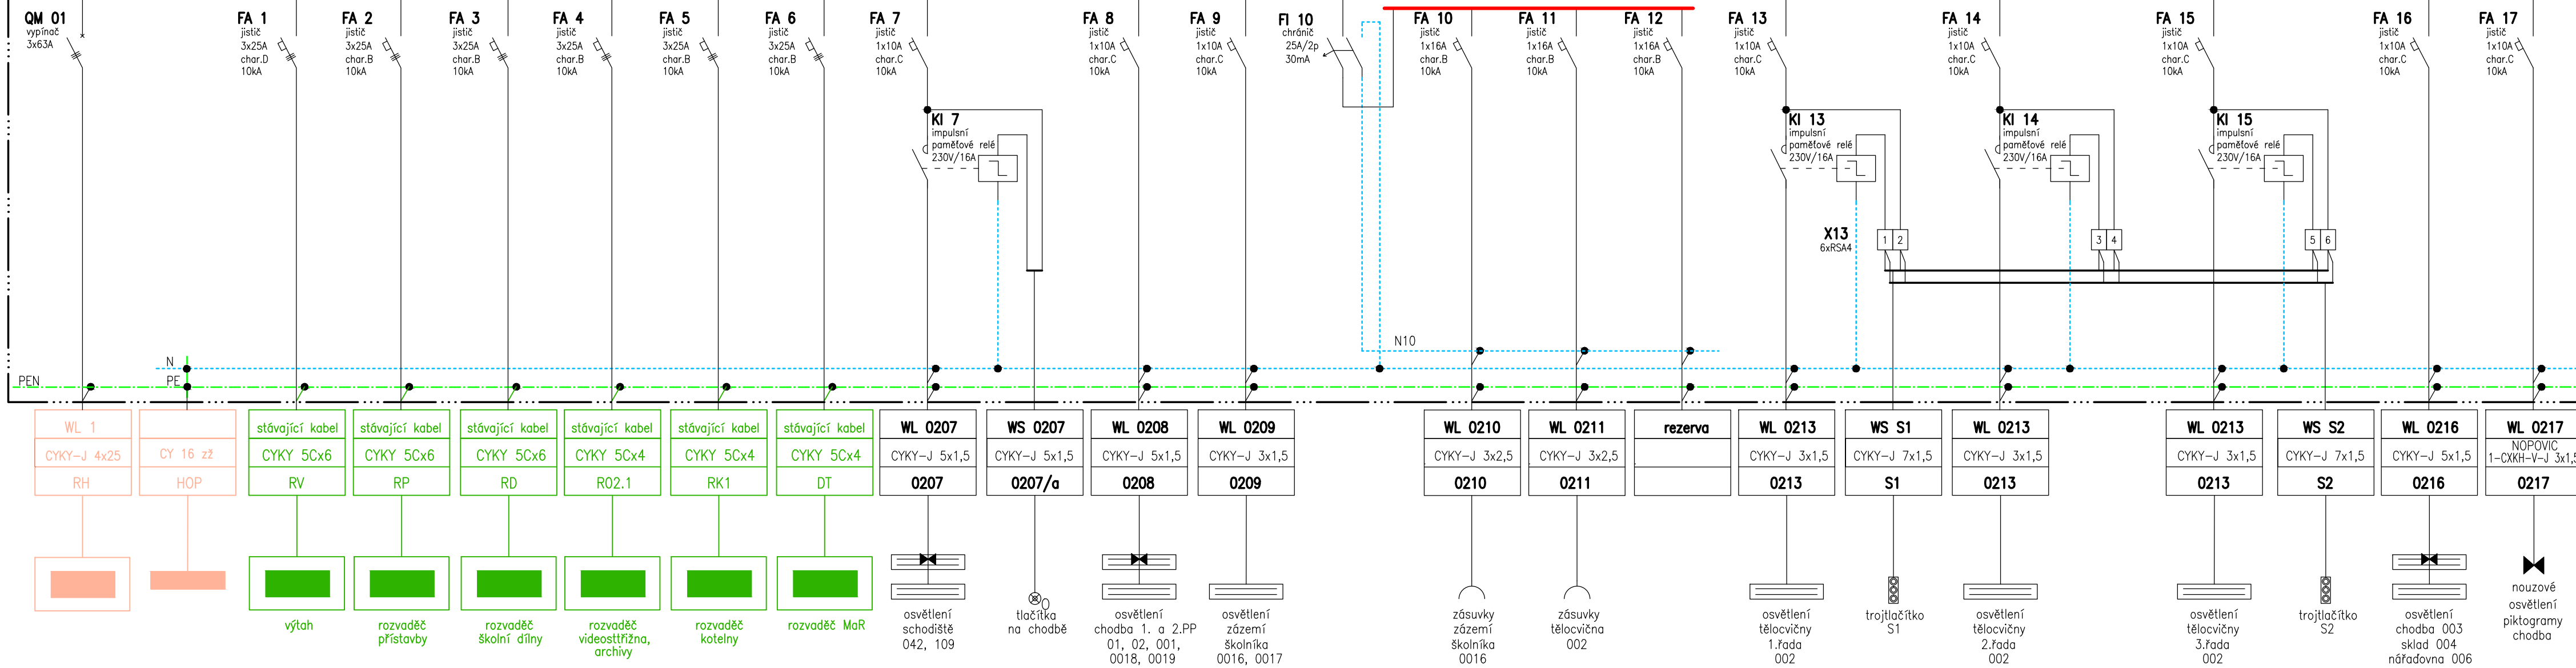 QM 01
vypínač
3x63A
FA 1
jistič
3x25A
char.D
10kA
FA 2
jistič
3x25A
char.B
10kA
FA 3
jistič
3x25A
char.B
10kA
FA 4
jistič
3x25A
char.B
10kA
FA 5
jistič
3x25A
char.B
10kA
FA 6
jistič
3x25A
char.B
10kA
FA 7
jistič
1x10A
char.C
10kA
FA 8
jistič
1x10A
char.C
10kA
FA 9
jistič
1x10A
char.C
10kA
FI 10
chránič
25A/2p
30mA
FA 10
jistič
1x16A
char.B
10kA
FA 11
jistič
1x16A
char.B
10kA
FA 12
jistič
1x16A
char.B
10kA
FA 13
jistič
1x10A
char.C
10kA
FA 14
jistič
1x10A
char.C
10kA
FA 15
jistič
1x10A
char.C
10kA
FA 16
jistič
1x10A
char.C
10kA
FA 17
jistič
1x10A
char.C
10kA
KI 7
impulsní
paměťové relé
230V/16A
KI 13
impulsní
paměťové relé
230V/16A
KI 14
impulsní
paměťové relé
230V/16A
KI 15
impulsní
paměťové relé
230V/16A
X13
6xRSA4
1 2
3 4
5 6
N10
N
PEN
PE
WL 1
CYKY-J 4x25
RH
CY 16 zž
HOP
stávající kabel
CYKY 5Cx6
RV
výtah
stávající kabel
CYKY 5Cx6
RP
rozvaděč
přístavby
stávající kabel
CYKY 5Cx6
RD
rozvaděč
školní dílny
stávající kabel
CYKY 5Cx4
R02.1
rozvaděč
videosttřižna,
archivy
stávající kabel
CYKY 5Cx4
RK1
rozvaděč
kotelny
stávající kabel
CYKY 5Cx4
DT
rozvaděč MaR
WL 0207
CYKY-J 5x1,5
0207
osvětlení
schodiště
042, 109
WS 0207
CYKY-J 5x1,5
0207/a
tlačítka
na chodbě
WL 0208
CYKY-J 5x1,5
0208
osvětlení
chodba 1. a 2.PP
01, 02, 001,
0018, 0019
WL 0209
CYKY-J 3x1,5
0209
osvětlení
zázemí
školníka
0016, 0017
WL 0210
CYKY-J 3x2,5
0210
zásuvky
zázemí
školníka
0016
WL 0211
CYKY-J 3x2,5
0211
zásuvky
tělocvična
002
rezerva
WL 0213
CYKY-J 3x1,5
0213
osvětlení
tělocvičny
1.řada
002
WS S1
CYKY-J 7x1,5
S1
trojtlačítko
S1
WL 0213
CYKY-J 3x1,5
0213
osvětlení
tělocvičny
2.řada
002
WL 0213
CYKY-J 3x1,5
0213
osvětlení
tělocvičny
3.řada
002
WS S2
CYKY-J 7x1,5
S2
trojtlačítko
S2
WL 0216
CYKY-J 5x1,5
0216
osvětlení
chodba 003
sklad 004
nářaďovna 006
WL 0217
NOPOVIC
1-CXKH-V-J 3x1,5
0217
nouzové
osvětlení
piktogramy
chodba